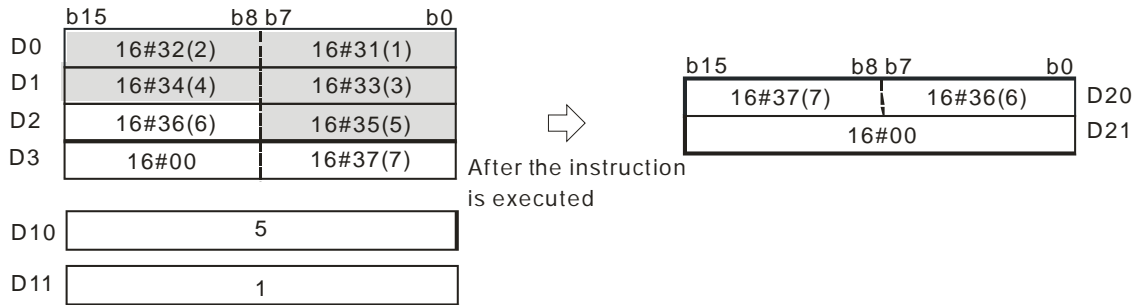 b15 b8 b7 b0
D0 16#32(2) 16#31(1)
D1 16#34(4) 16#33(3)
D2 16#36(6) 16#35(5)
D3 16#00 16#37(7)
D10 5
D11 1
After the instruction
is executed
b15 b8 b7 b0
16#37(7) 16#36(6) D20
16#00 D21